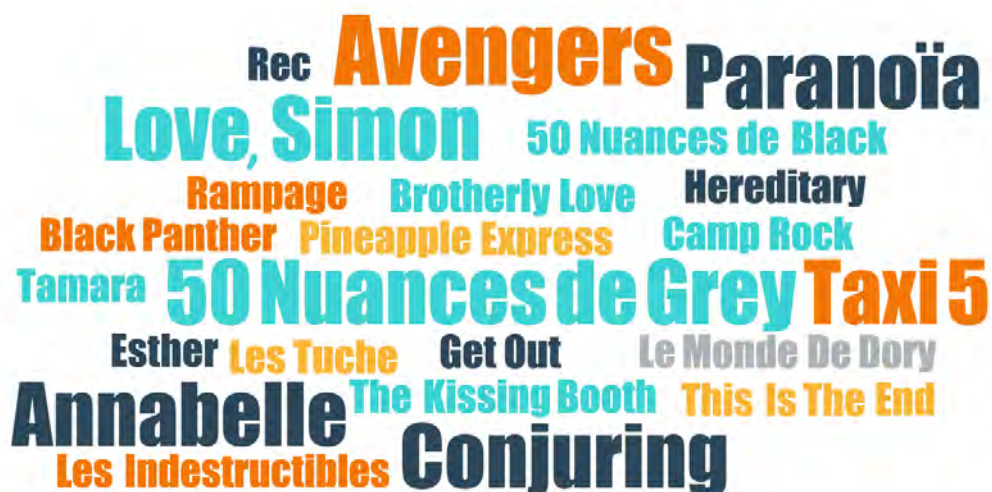 Rec Avengers Paranoïa
Love, Simon 50 Nuances de Black
Rampage Brotherly Love Hereditary
Black Panther Pineapple Express Camp Rock
Tamara 50 Nuances de Grey Taxi 5
Esther Les Tuche Get Out Le Monde De Dory
Annabelle The Kissing Booth This Is The End
Les Indestructibles Conjuring